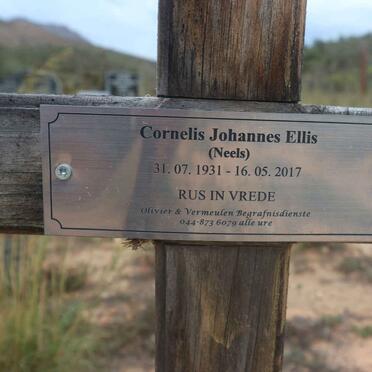 Cornelis Johannes Ellis
(Neels)
31. 07. 1931 - 16. 05. 2017
RUS IN VREDE
Olivier & Vermeulen Begrafnisdienste
044-873 6079 alle ure